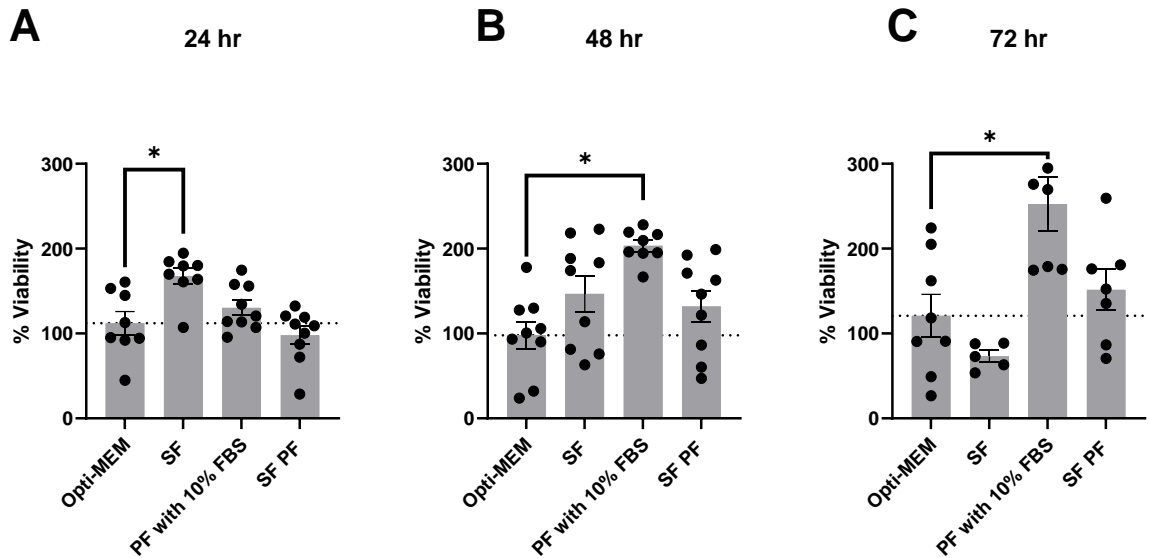 A
24 hr
% Viability
300
200
100
0
*
Opti-MEM
SF
PF with 10% FBS
SF PF
B
48 hr
% Viability
300
200
100
0
*
Opti-MEM
SF
PF with 10% FBS
SF PF
C
72 hr
% Viability
300
200
100
0
*
Opti-MEM
SF
PF with 10% FBS
SF PF